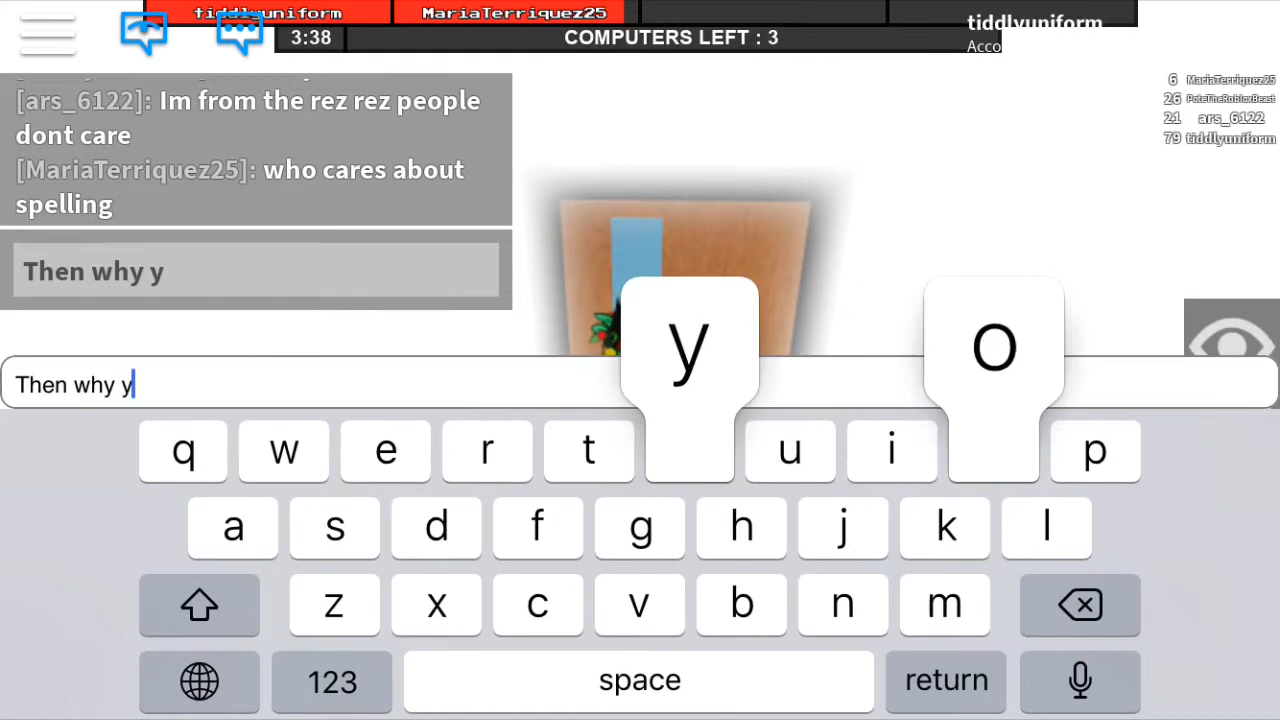 tiddlyuniform MariaTerriquez25
3:38 COMPUTERS LEFT : 3
tiddlyuniform
Acco
6 MariaTerriquez25
26 PeteTheRobloxBeast
21 ars_6122
79 tiddlyuniform
[ars_6122]: Im from the rez rez people
dont care
[MariaTerriquez25]: who cares about
spelling
Then why y
Then why y
y o
q w e r t u i p
a s d f g h j k l
z x c v b n m
123 space return